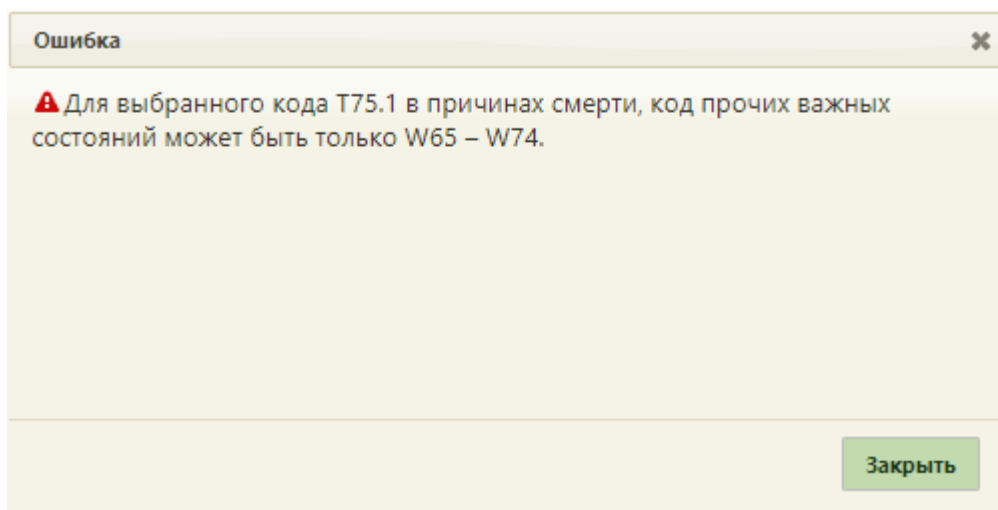 Ошибка
Для выбранного кода T75.1 в причинах смерти, код прочих важных
состояний может быть только W65 – W74.
Закрыть